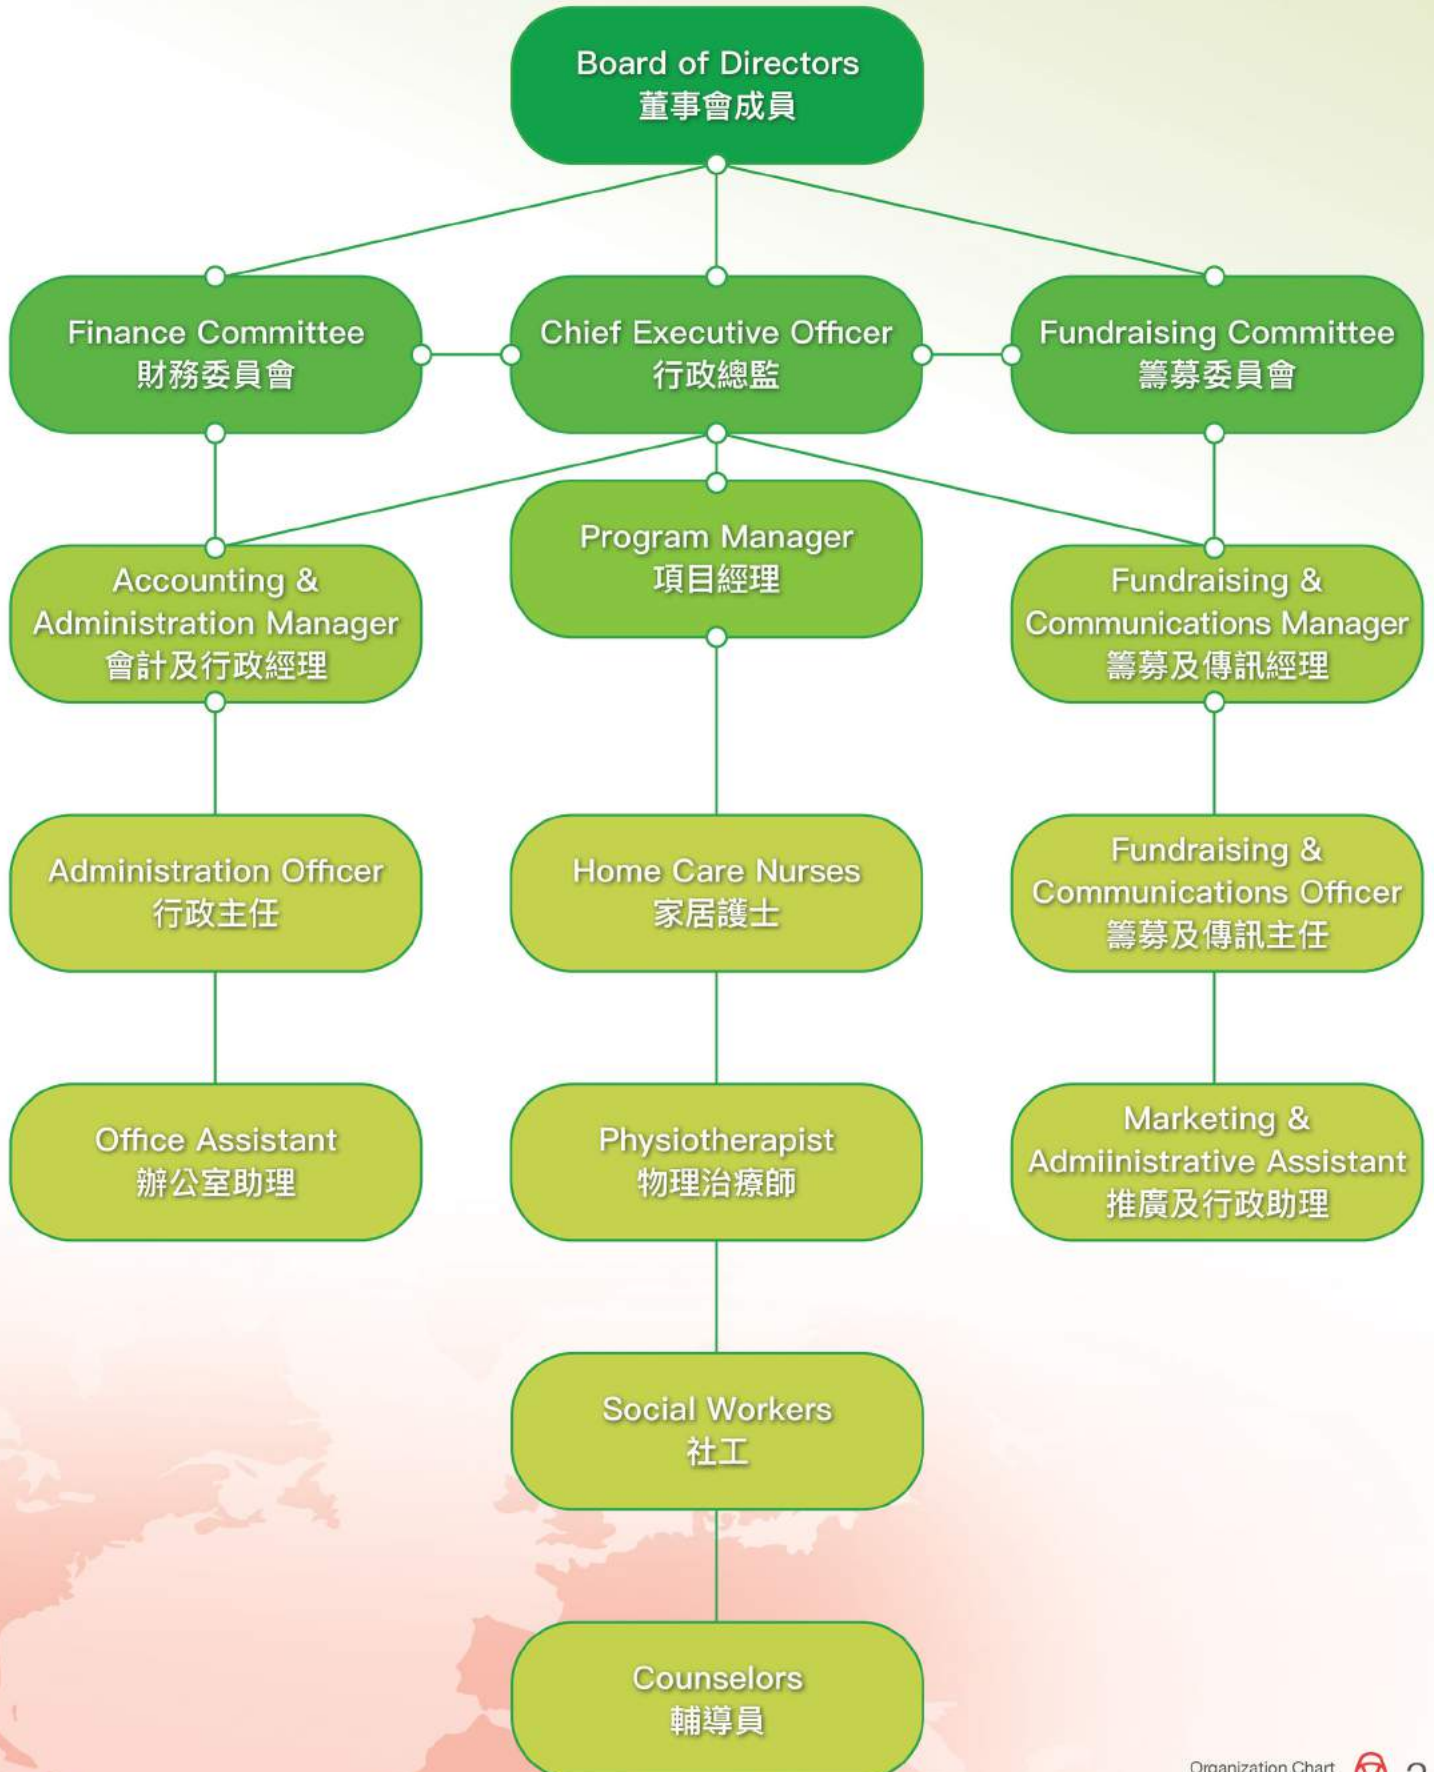 Board of Directors
董事會成員
Finance Committee
財務委員會
Chief Executive Officer
行政總監
Fundraising Committee
籌募委員會
Program Manager
項目經理
Accounting &
Administration Manager
會計及行政經理
Fundraising &
Communications Manager
籌募及傳訊經理
Administration Officer
行政主任
Home Care Nurses
家居護士
Fundraising &
Communications Officer
籌募及傳訊主任
Office Assistant
辦公室助理
Physiotherapist
物理治療師
Marketing &
Admiinistrative Assistant
推廣及行政助理
Social Workers
社工
Counselors
輔導員
Organization Chart